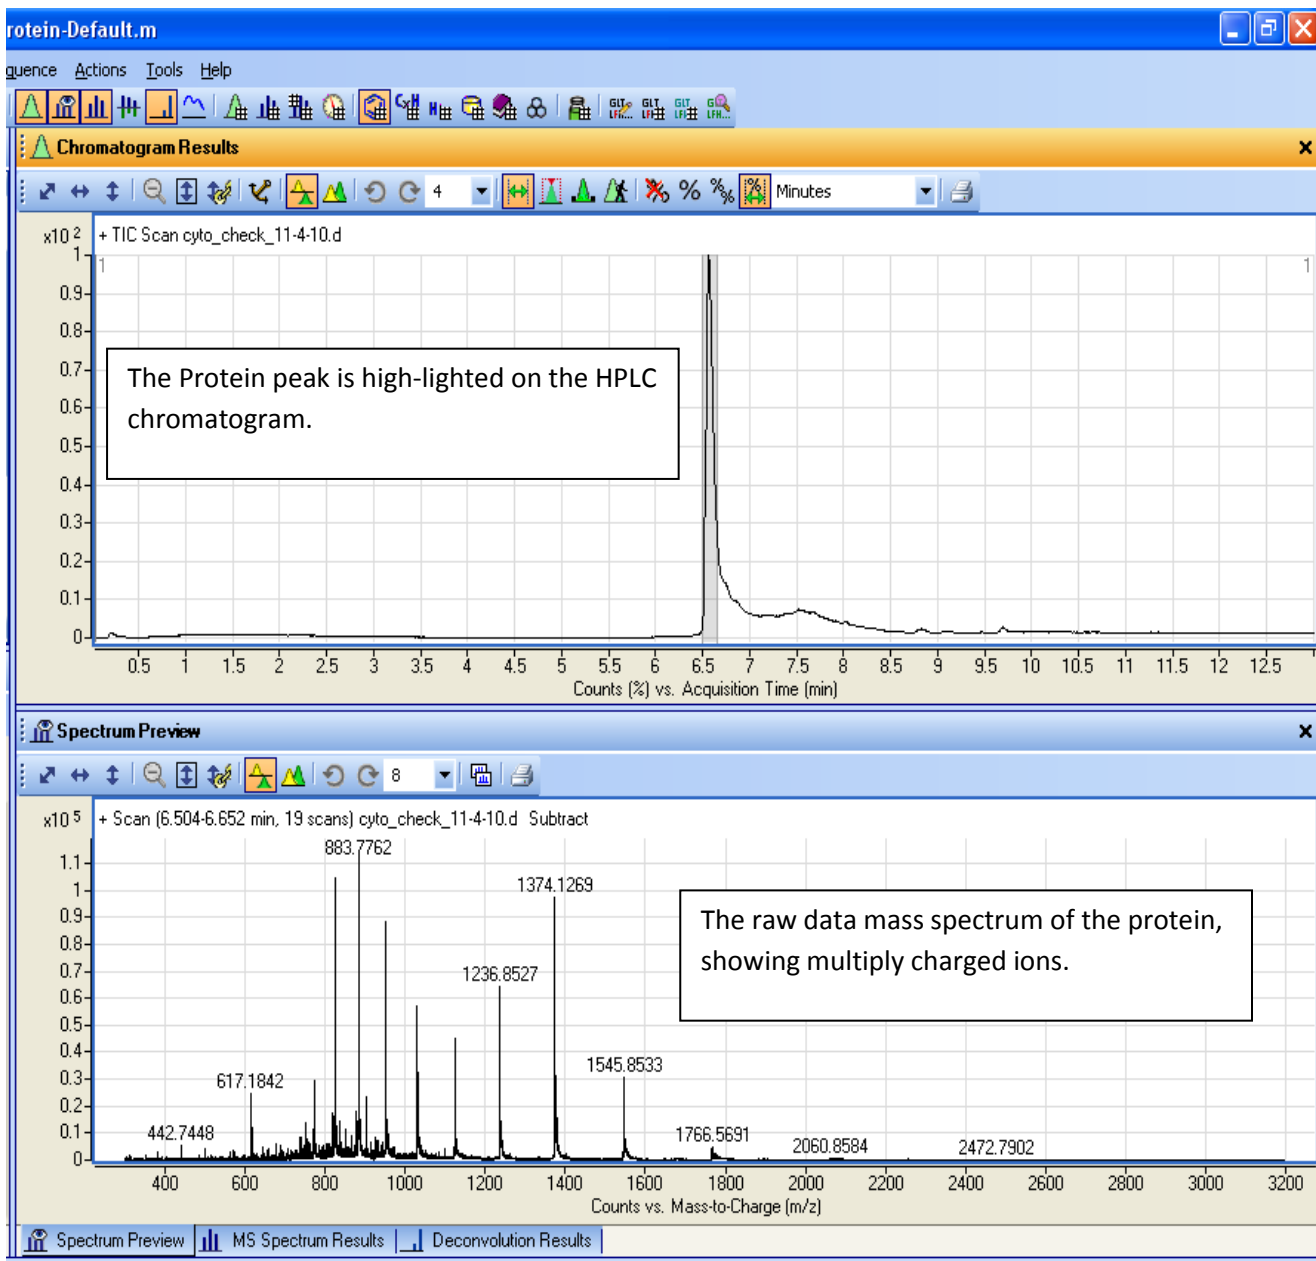 rotein-Default.m
quence Actions Tools Help
Chromatogram Results
4 % Minutes
x10 2 + TIC Scan cyto_check_11-4-10.d
1
1 1
0.9
0.8
0.7
0.6
0.5
0.4
0.3
0.2
0.1
0
The Protein peak is high-lighted on the HPLC
chromatogram.
0.5 1 1.5 2 2.5 3 3.5 4 4.5 5 5.5 6 6.5 7 7.5 8 8.5 9 9.5 10 10.5 11 11.5 12 12.5
Counts (%) vs. Acquisition Time (min)
Spectrum Preview
8
x10 5 + Scan (6.504-6.652 min, 19 scans) cyto_check_11-4-10.d Subtract
1.1
1
0.9
0.8
0.7
0.6
0.5
0.4
0.3
0.2
0.1
0
883.7762
1374.1269
1236.8527
1545.8533
617.1842
442.7448
1766.5691
2060.8584
2472.7902
The raw data mass spectrum of the protein,
showing multiply charged ions.
400 600 800 1000 1200 1400 1600 1800 2000 2200 2400 2600 2800 3000 3200
Counts vs. Mass-to-Charge (m/z)
Spectrum Preview MS Spectrum Results Deconvolution Results